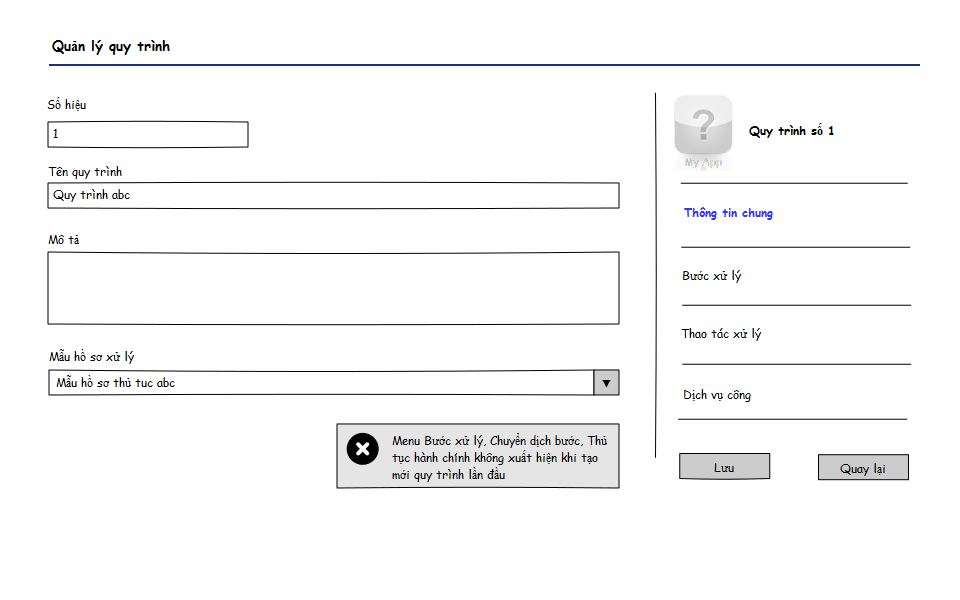 Quản lý quy trình
Số hiệu
1
Tên quy trình
Quy trình abc
Mô tả
Mẫu hồ sơ xử lý
Mẫu hồ sơ thủ tuc abc
Menu Bước xử lý, Chuyển dịch bước, Thủ
tục hành chính không xuất hiện khi tạo
mới quy trình lần đầu
?
My App
Quy trình số 1
Thông tin chung
Bước xử lý
Thao tác xử lý
Dịch vụ công
Lưu
Quay lại